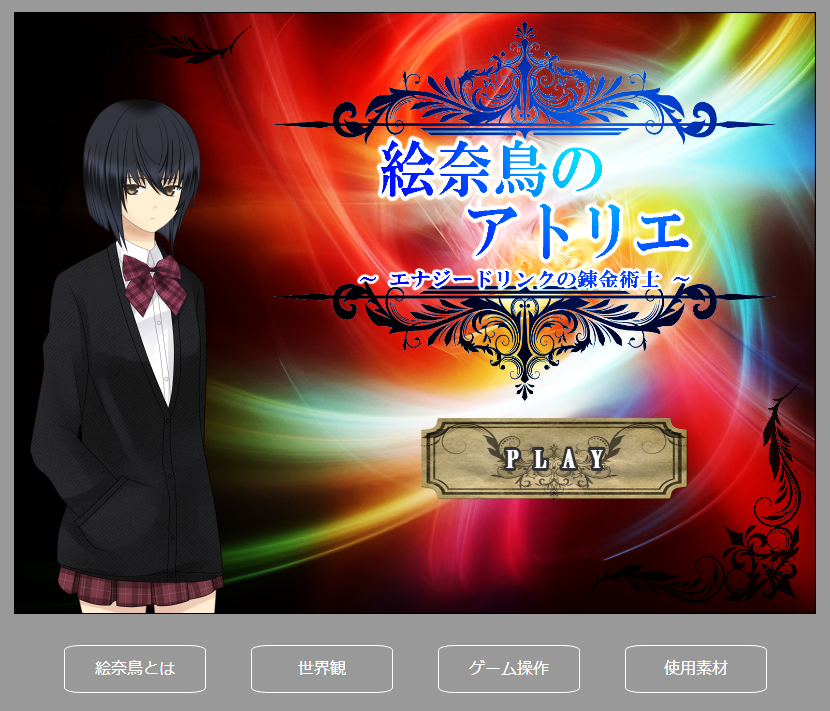 絵奈鳥の
アトリエ
～ エナジードリンクの錬金術士 ～
PLAY
絵奈鳥とは
世界観
ゲーム操作
使用素材